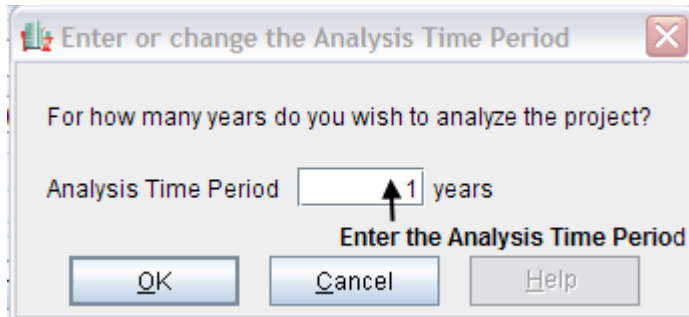 Enter or change the Analysis Time Period
For how many years do you wish to analyze the project?
Analysis Time Period 1 years
Enter the Analysis Time Period
OK Cancel Help